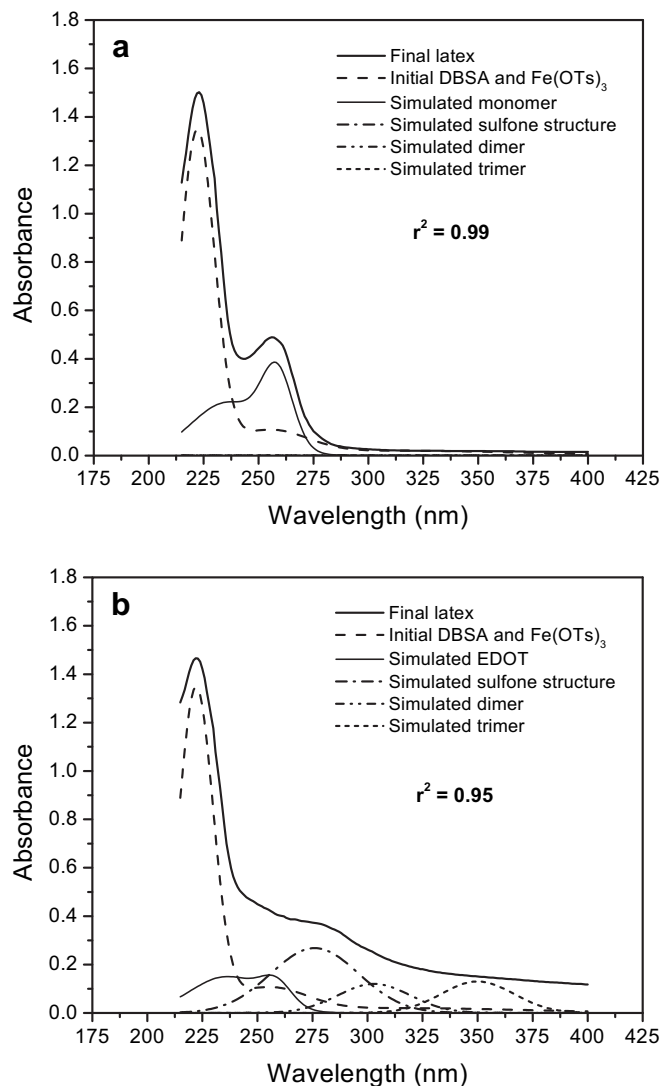 a
Final latex
Initial DBSA and Fe(OTs)₃
Simulated monomer
Simulated sulfone structure
Simulated dimer
Simulated trimer
r² = 0.99
Absorbance
1.8
1.6
1.4
1.2
1.0
0.8
0.6
0.4
0.2
0.0
175 200 225 250 275 300 325 350 375 400 425
Wavelength (nm)
b
Final latex
Initial DBSA and Fe(OTs)₃
Simulated EDOT
Simulated sulfone structure
Simulated dimer
Simulated trimer
r² = 0.95
Absorbance
1.8
1.6
1.4
1.2
1.0
0.8
0.6
0.4
0.2
0.0
175 200 225 250 275 300 325 350 375 400 425
Wavelength (nm)